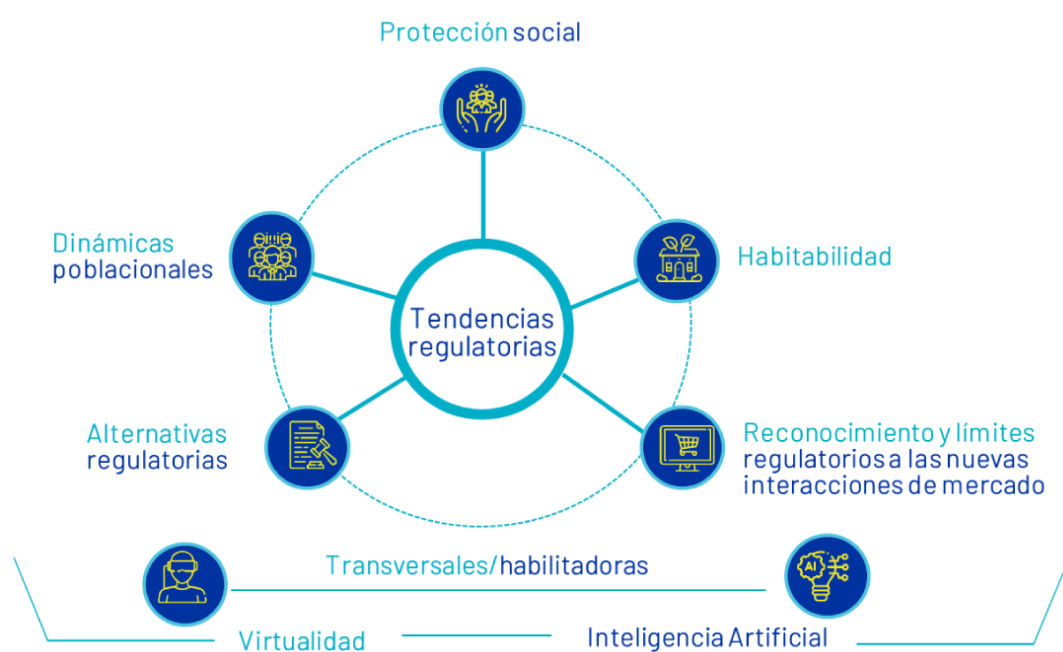 Protección social
Dinámicas
poblacionales
Habitabilidad
Tendencias
regulatorias
Alternativas
regulatorias
Reconocimiento y límites
regulatorios a las nuevas
interacciones de mercado
Transversales/habilitadoras
AI
Virtualidad
Inteligencia Artificial